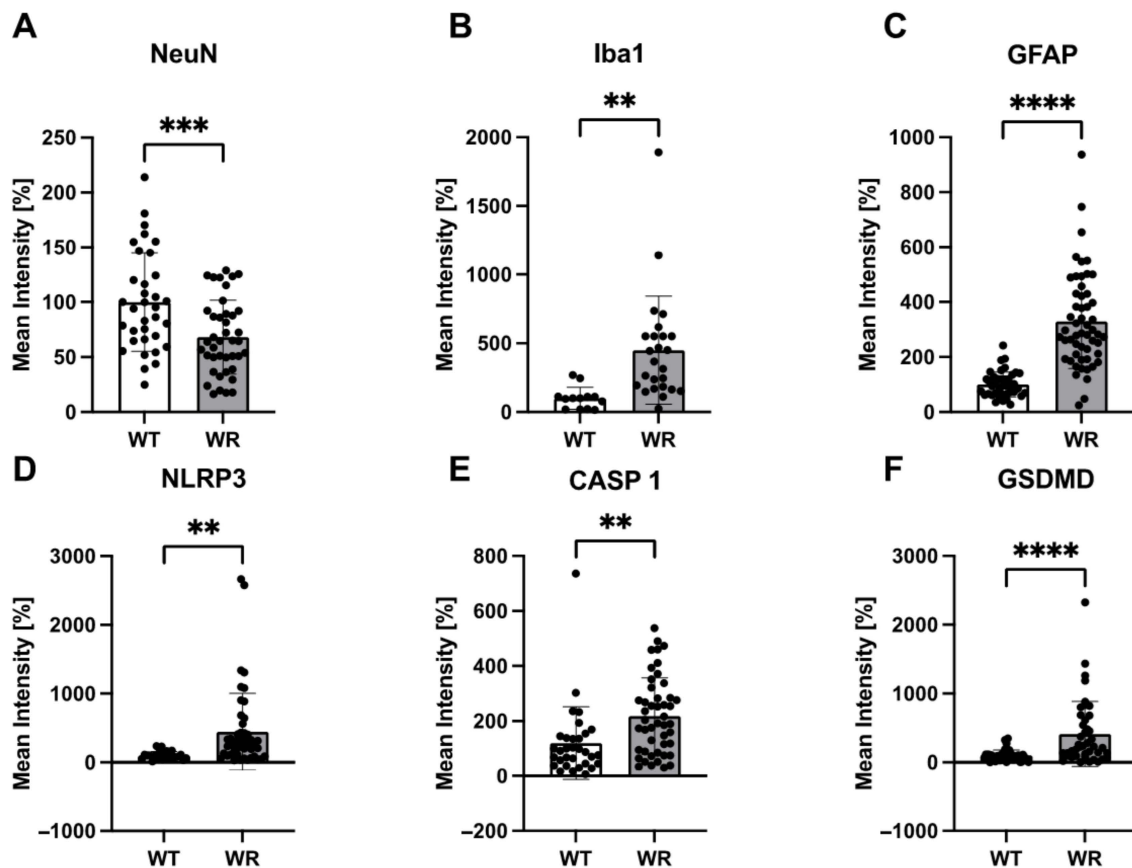 A
NeuN
***
Mean Intensity [%]
250
200
150
100
50
0
WT WR
B
Iba1
**
Mean Intensity [%]
2000
1500
1000
500
0
WT WR
C
GFAP
****
Mean Intensity [%]
1000
800
600
400
200
0
WT WR
D
NLRP3
**
Mean Intensity [%]
3000
2000
1000
0
–1000
WT WR
E
CASP 1
**
Mean Intensity [%]
800
600
400
200
0
–200
WT WR
F
GSDMD
****
Mean Intensity [%]
3000
2000
1000
0
–1000
WT WR